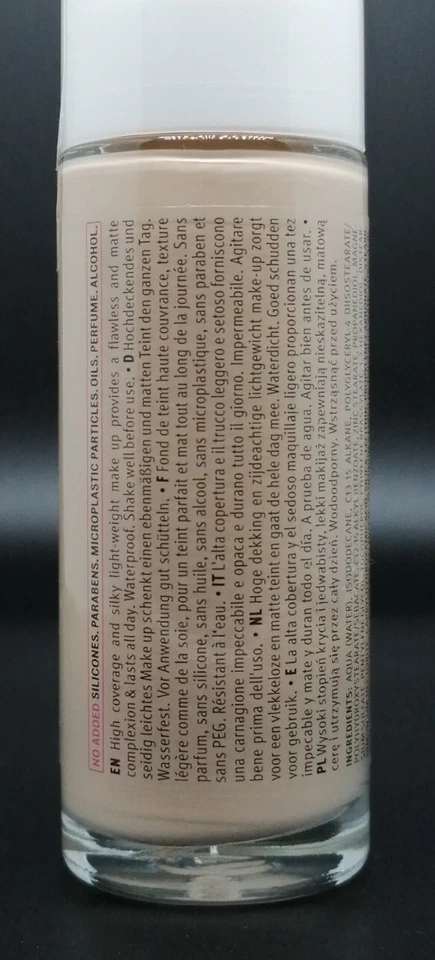 NO ADDED SILICONES. PARABENS. MICROPLASTIC PARTICLES. OILS. PERFUME. ALCOHOL.
EN High coverage and silky light-weight make up provides a flawless and matte
complexion & lasts all day. Waterproof. Shake well before use. • D Hochdeckendes und
seidig leichtes Make up schenkt einen ebenmäßigen und matten Teint den ganzen Tag.
Wasserfest. Vor Anwendung gut schütteln. • F Fond de teint haute couvrance, texture
légère comme de la soie, pour un teint parfait et mat tout au long de la journée. Sans
parfum, sans silicone, sans huile, sans alcool, sans microplastique, sans paraben et
sans PEG. Résistant à l'eau. • IT L'alta copertura e il trucco leggero e setoso forniscono
una carnagione impeccabile e opaca e durano tutto il giorno. Impermeabile. Agitare
bene prima dell'uso. • NL Hoge dekking en zijdeachtige lichtgewicht make-up zorgt
voor een vlekkeloze en matte teint en gaat de hele dag mee. Waterdicht. Goed schudden
voor gebruik. • E La alta cobertura y el sedoso maquillaje ligero proporcionan una tez
impecable y mate y duran todo el día. A prueba de agua. Agitar bien antes de usar. •
PL Wysoki stopień krycia i jedwabisty, lekki makijaż zapewniają nieskazitelną, matową
cerę i utrzymują się przez cały dzień. Wodoodporny. Wstrząsnąć przed użyciem.
INGREDIENTS: AQUA (WATER), ISODODECANE, C13-15 ALKANE, POLYGLYCERYL-4 DIISOSTEARATE/
POLYHYDROXYSTEARATE/SEBACATE, C12-15 ALKYL BENZOATE, ZINC STEARATE, PROPANEDIOL,